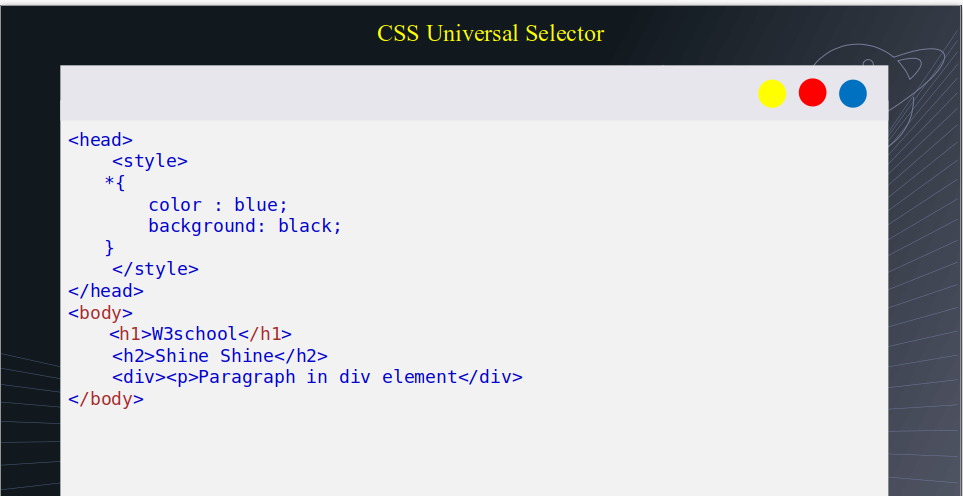 CSS Universal Selector
<head>
    <style>
   *{
       color : blue;
       background: black;
   }
    </style>
</head>
<body>
    <h1>W3school</h1>
    <h2>Shine Shine</h2>
    <div><p>Paragraph in div element</div>
</body>